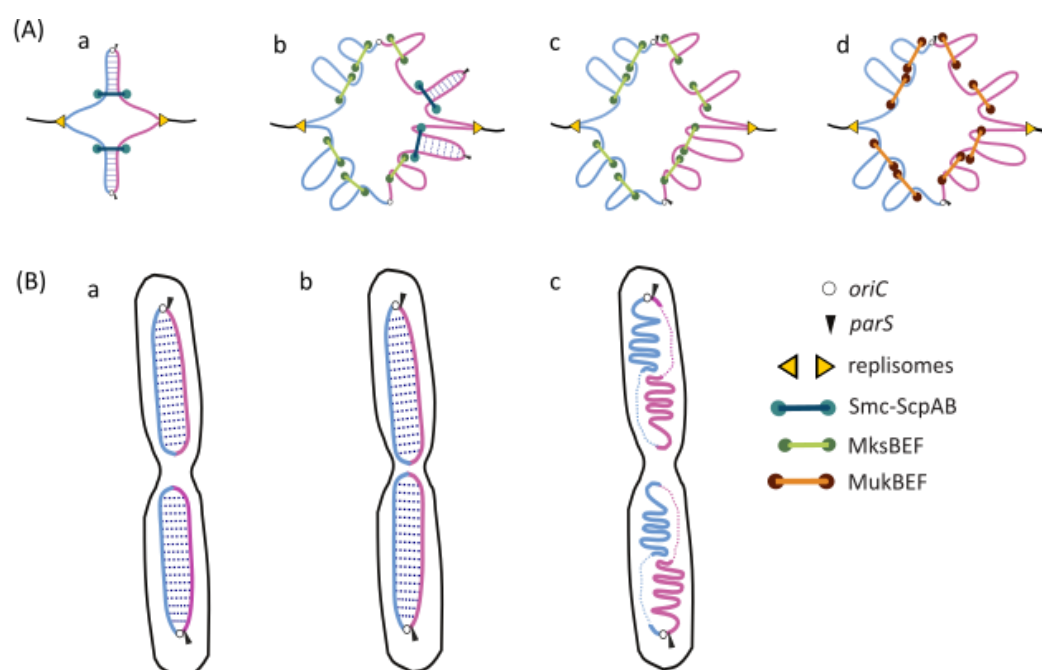 (A)
a
b
c
d
(B)
a
b
c
oriC
parS
replisomes
Smc-ScpAB
MksBEF
MukBEF